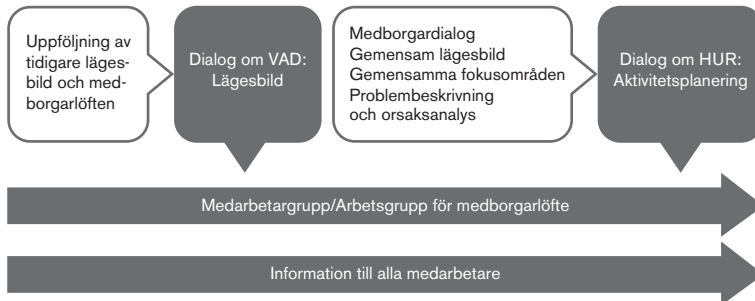 Uppföljning av
tidigare läges-
bild och med-
borgarlöften
Dialog om VAD:
Lägesbild
Medborgardialog
Gemensam lägesbild
Gemensamma fokusområden
Problembeskrivning
och orsaksanalys
Dialog om HUR:
Aktivitetsplanering
Medarbetargrupp/Arbetsgrupp för medborgarlöfte
Information till alla medarbetare